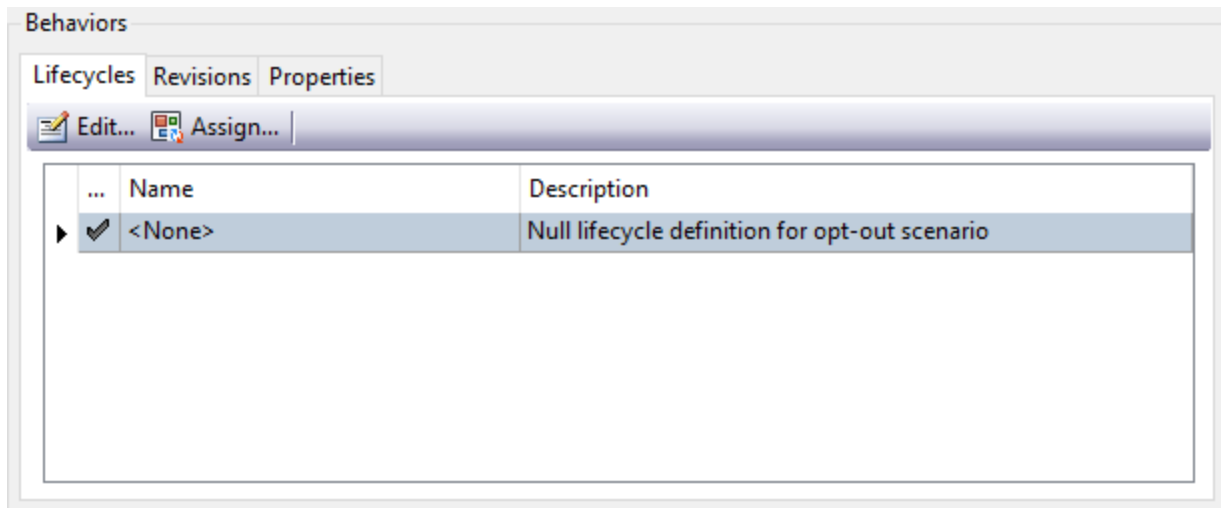 Behaviors
Lifecycles Revisions Properties
Edit... Assign...
... Name Description
<None> Null lifecycle definition for opt-out scenario